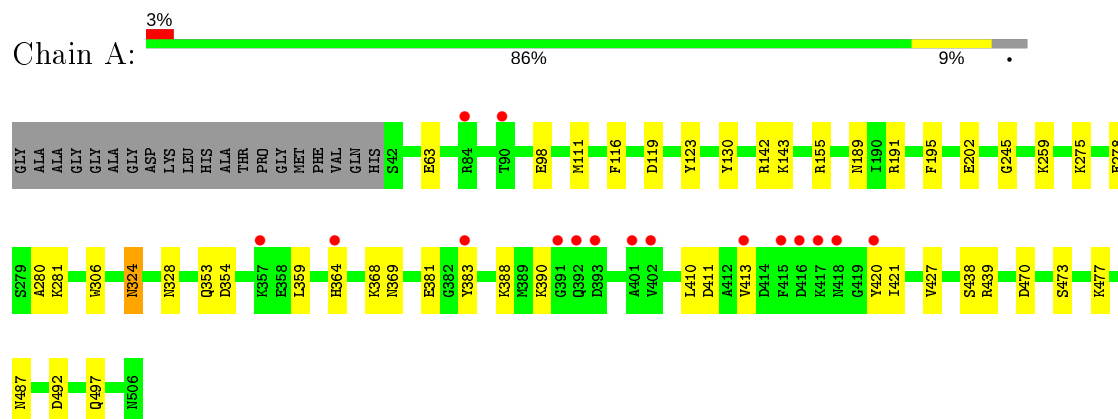 3%
Chain A:
86%
9%
•
GLY ALA ALA GLY GLY ALA GLY ASP LYS LEU HIS ALA THR PRO GLY MET PHE VAL GLN HIS S42 E63 R84 T90 E98 M111 F116 D119 Y123 Y130 R142 K143 R155 N189 I190 R191 F195 E202 G245 K259 K275
S279 A280 K281 W306 N324 N328 Q353 D354 K357 E358 L359 H364 K368 N369 E381 G382 Y383 K388 M389 K390 G391 Q392 D393 A401 V402 L410 D411 A412 V413 D414 F415 D416 K417 N418 G419 Y420 I421 V427 S438 R439 D470 S473 K477
N487 D492 Q497 N506